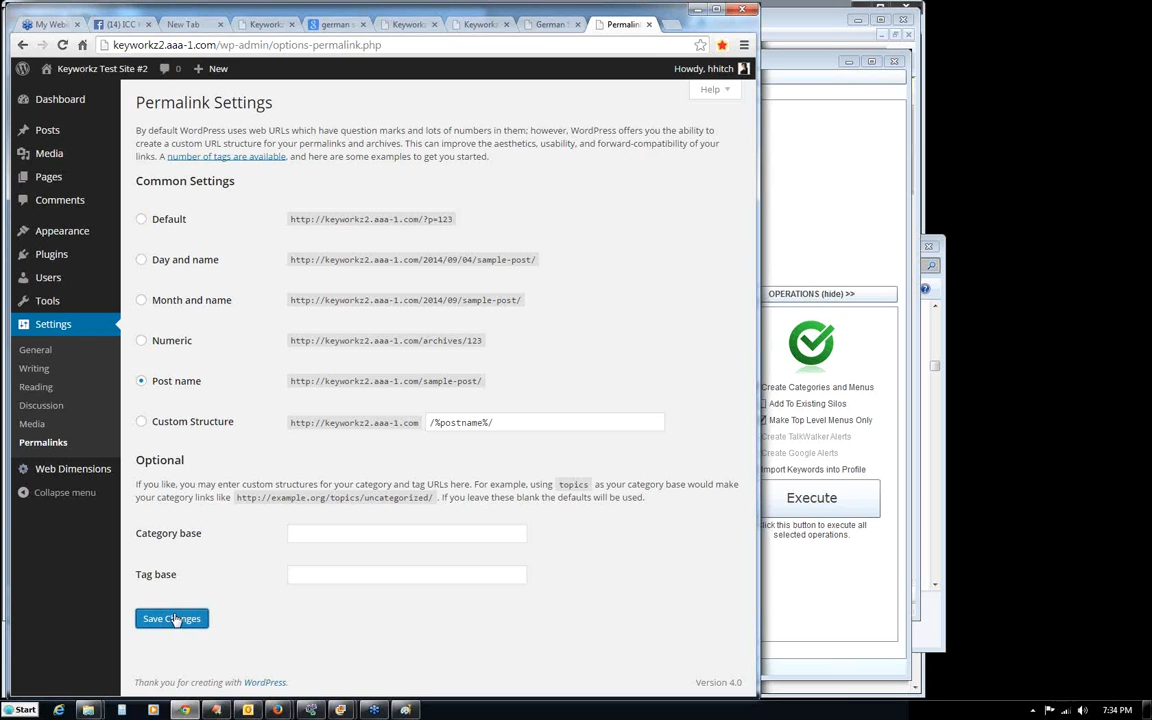 My Web
(14) ICC
New Tab
Keyworkz
german s
Keywork
Keywork
German
Permalin
keyworkz2.aaa-1.com/wp-admin/options-permalink.php
Keyworkz Test Site #2
0
New
Howdy, hhitch
Dashboard
Posts
Media
Pages
Comments
Appearance
Plugins
Users
Tools
Settings
General
Writing
Reading
Discussion
Media
Permalinks
Web Dimensions
Collapse menu
Help
Permalink Settings
By default WordPress uses web URLs which have question marks and lots of numbers in them; however, WordPress offers you the ability to
create a custom URL structure for your permalinks and archives. This can improve the aesthetics, usability, and forward-compatibility of your
links. A number of tags are available, and here are some examples to get you started.
Common Settings
Default http://keyworkz2.aaa-1.com/?p=123
Day and name http://keyworkz2.aaa-1.com/2014/09/04/sample-post/
Month and name http://keyworkz2.aaa-1.com/2014/09/sample-post/
Numeric http://keyworkz2.aaa-1.com/archives/123
Post name http://keyworkz2.aaa-1.com/sample-post/
Custom Structure http://keyworkz2.aaa-1.com /%postname%/
Optional
If you like, you may enter custom structures for your category and tag URLs here. For example, using topics as your category base would make
your category links like http://example.org/topics/uncategorized/ . If you leave these blank the defaults will be used.
Category base
Tag base
Save Changes
Thank you for creating with WordPress.
Version 4.0
OPERATIONS (hide) >>
Create Categories and Menus
Add To Existing Silos
Make Top Level Menus Only
Create TalkWalker Alerts
Create Google Alerts
Import Keywords into Profile
Execute
Click this button to execute all
selected operations.
Start
7:34 PM